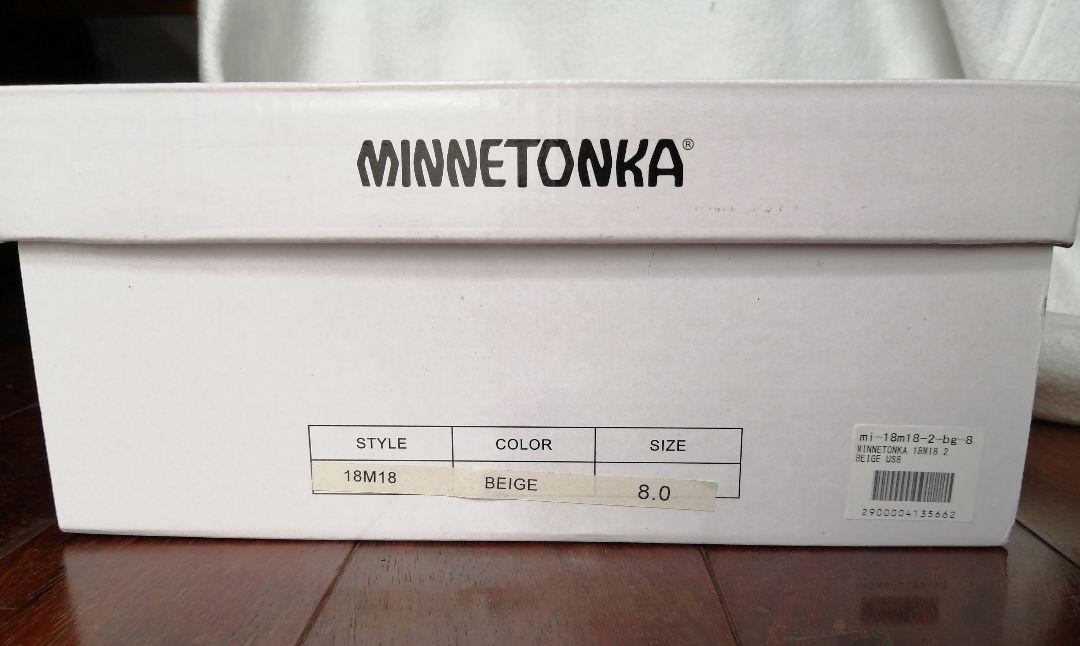 MINNETONKA®
STYLE COLOR SIZE
18M18 BEIGE 8.0
mi-18m18-2-bg-8
MINNETONKA 18M18 2
BEIGE US8
2900004135662